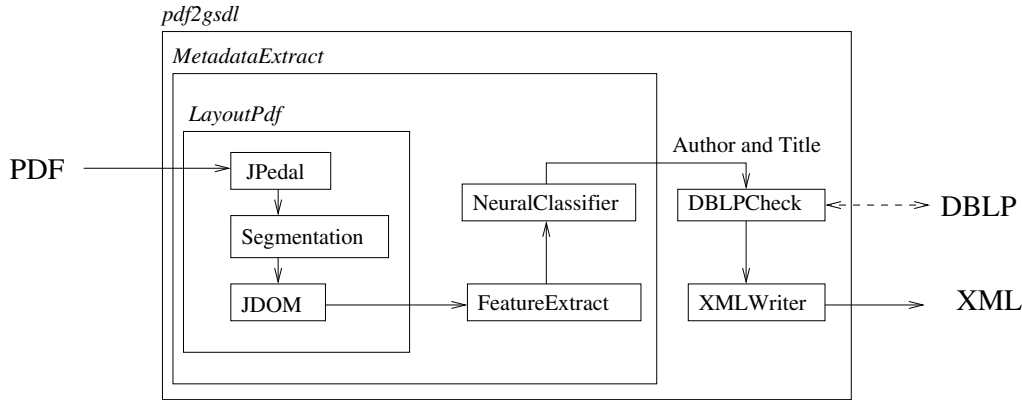 pdf2gsdl
MetadataExtract
LayoutPdf
Author and Title
PDF
JPedal
NeuralClassifier
DBLPCheck
DBLP
Segmentation
JDOM
FeatureExtract
XMLWriter
XML